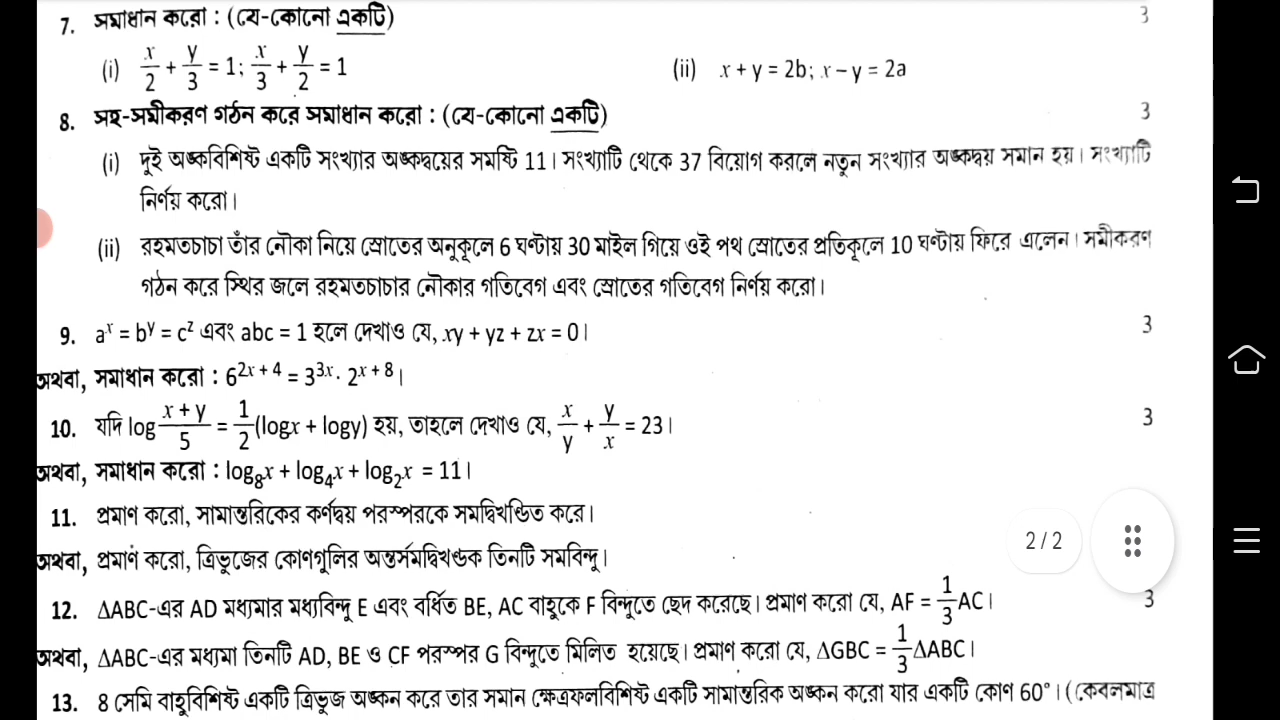 7. সমাধান করো : (যে-কোনো একটি) 3
(i) x/2 + y/3 = 1; x/3 + y/2 = 1 (ii) x + y = 2b; x – y = 2a
8. সহ-সমীকরণ গঠন করে সমাধান করো : (যে-কোনো একটি) 3
(i) দুই অঙ্কবিশিষ্ট একটি সংখ্যার অঙ্কদ্বয়ের সমষ্টি 11। সংখ্যাটি থেকে 37 বিয়োগ করলে নতুন সংখ্যার অঙ্কদ্বয় সমান হয়। সংখ্যাটি
নির্ণয় করো।
(ii) রহমতচাচা তাঁর নৌকা নিয়ে স্রোতের অনুকূলে 6 ঘণ্টায় 30 মাইল গিয়ে ওই পথ স্রোতের প্রতিকূলে 10 ঘণ্টায় ফিরে এলেন। সমীকরণ
গঠন করে স্থির জলে রহমতচাচার নৌকার গতিবেগ এবং স্রোতের গতিবেগ নির্ণয় করো।
9. aˣ = bʸ = cᶻ এবং abc = 1 হলে দেখাও যে, xy + yz + zx = 0। 3
অথবা, সমাধান করো : 6^(2x + 4) = 3^(3x) · 2^(x + 8)।
10. যদি log (x + y)/5 = 1/2 (logx + logy) হয়, তাহলে দেখাও যে, x/y + y/x = 23। 3
অথবা, সমাধান করো : log₈x + log₄x + log₂x = 11।
11. প্রমাণ করো, সামান্তরিকের কর্ণদ্বয় পরস্পরকে সমদ্বিখণ্ডিত করে।
2 / 2
অথবা, প্রমাণ করো, ত্রিভুজের কোণগুলির অন্তর্সমদ্বিখণ্ডক তিনটি সমবিন্দু।
12. ΔABC-এর AD মধ্যমার মধ্যবিন্দু E এবং বর্ধিত BE, AC বাহুকে F বিন্দুতে ছেদ করেছে। প্রমাণ করো যে, AF = 1/3 AC। 3
অথবা, ΔABC-এর মধ্যমা তিনটি AD, BE ও CF পরস্পর G বিন্দুতে মিলিত হয়েছে। প্রমাণ করো যে, ΔGBC = 1/3 ΔABC।
13. 8 সেমি বাহুবিশিষ্ট একটি ত্রিভুজ অঙ্কন করে তার সমান ক্ষেত্রফলবিশিষ্ট একটি সামান্তরিক অঙ্কন করো যার একটি কোণ 60°। (কেবলমাত্র